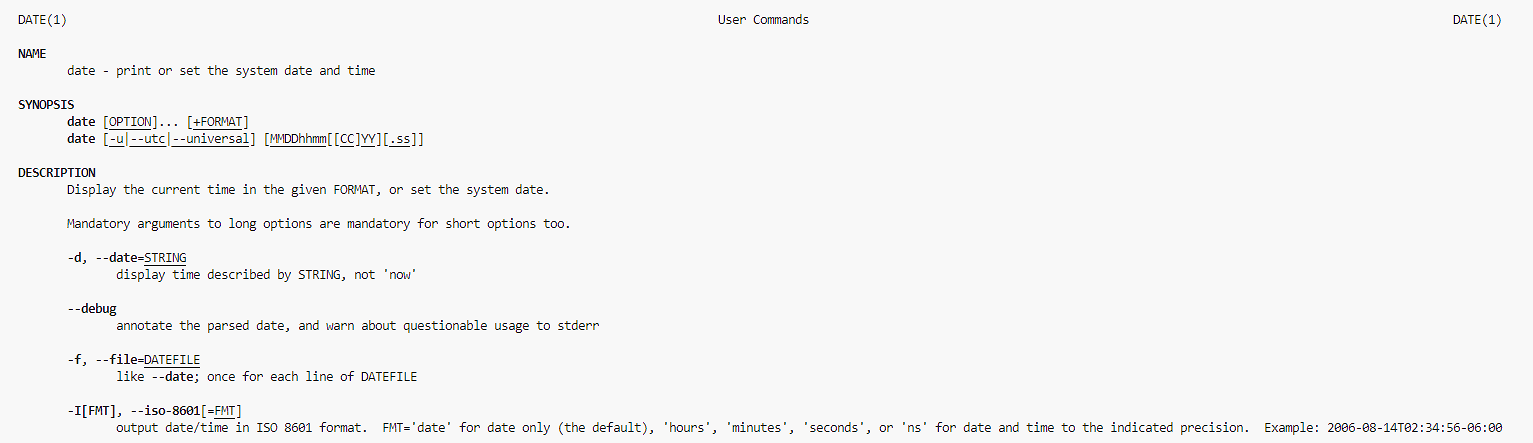 DATE(1) User Commands DATE(1)
NAME
date - print or set the system date and time
SYNOPSIS
date [OPTION]... [+FORMAT]
date [-u|--utc|--universal] [MMDDhhmm[[CC]YY][.ss]]
DESCRIPTION
Display the current time in the given FORMAT, or set the system date.
Mandatory arguments to long options are mandatory for short options too.
-d, --date=STRING
display time described by STRING, not 'now'
--debug
annotate the parsed date, and warn about questionable usage to stderr
-f, --file=DATEFILE
like --date; once for each line of DATEFILE
-I[FMT], --iso-8601[=FMT]
output date/time in ISO 8601 format.  FMT='date' for date only (the default), 'hours', 'minutes', 'seconds', or 'ns' for date and time to the indicated precision.  Example: 2006-08-14T02:34:56-06:00